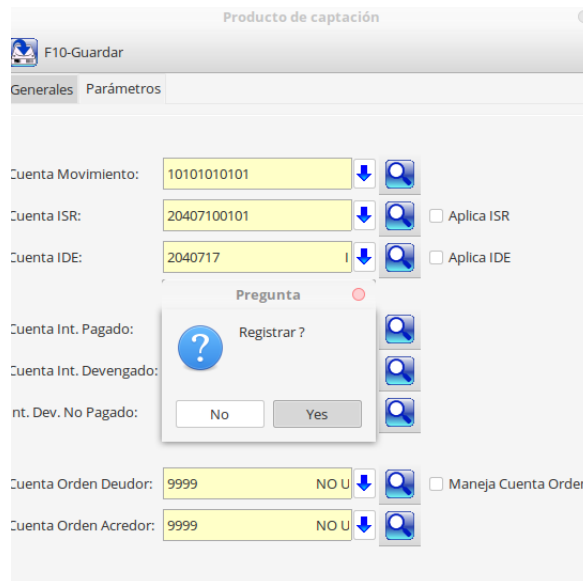 Producto de captación
F10-Guardar
Generales Parámetros
Cuenta Movimiento: 10101010101
Cuenta ISR: 20407100101 Aplica ISR
Cuenta IDE: 2040717 I Aplica IDE
Pregunta
Cuenta Int. Pagado:
Registrar ?
Cuenta Int. Devengado:
Int. Dev. No Pagado:
No Yes
Cuenta Orden Deudor: 9999 NO U Maneja Cuenta Orden
Cuenta Orden Acredor: 9999 NO U